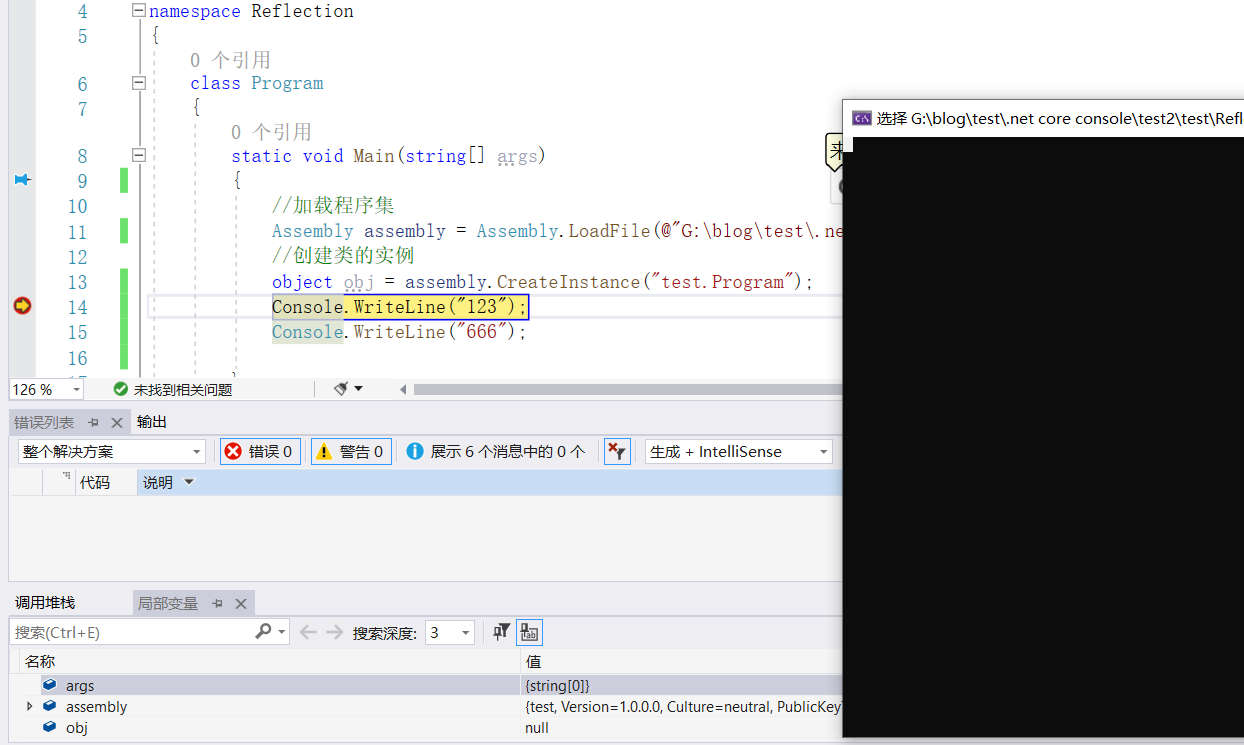 4 namespace Reflection
5 {
0 个引用
6 class Program
7 {
0 个引用
8 static void Main(string[] args)
9 {
10 //加载程序集
11 Assembly assembly = Assembly.LoadFile(@"G:\blog\test\.ne
12 //创建类的实例
13 object obj = assembly.CreateInstance("test.Program");
14 Console.WriteLine("123");
15 Console.WriteLine("666");
16
选择 G:\blog\test\.net core console\test2\test\Refl
126 % 未找到相关问题
错误列表 输出
整个解决方案 错误 0 警告 0 展示 6 个消息中的 0 个 生成 + IntelliSense
代码 说明
调用堆栈 局部变量
搜索(Ctrl+E) 搜索深度: 3
名称 值
args {string[0]}
assembly {test, Version=1.0.0.0, Culture=neutral, PublicKey
obj null